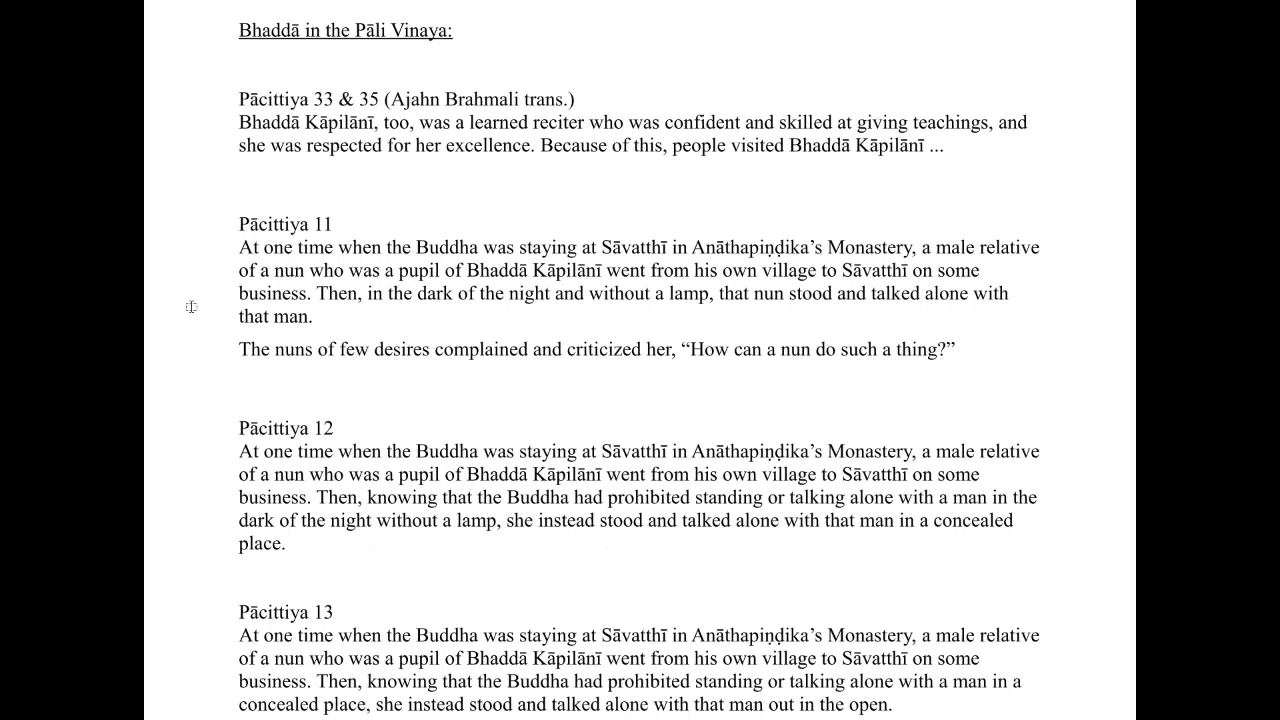 Bhaddā in the Pāli Vinaya:
Pācittiya 33 & 35 (Ajahn Brahmali trans.)
Bhaddā Kāpilānī, too, was a learned reciter who was confident and skilled at giving teachings, and
she was respected for her excellence. Because of this, people visited Bhaddā Kāpilānī ...
Pācittiya 11
At one time when the Buddha was staying at Sāvatthī in Anāthapiṇḍika’s Monastery, a male relative
of a nun who was a pupil of Bhaddā Kāpilānī went from his own village to Sāvatthī on some
business. Then, in the dark of the night and without a lamp, that nun stood and talked alone with
that man.
The nuns of few desires complained and criticized her, “How can a nun do such a thing?”
Pācittiya 12
At one time when the Buddha was staying at Sāvatthī in Anāthapiṇḍika’s Monastery, a male relative
of a nun who was a pupil of Bhaddā Kāpilānī went from his own village to Sāvatthī on some
business. Then, knowing that the Buddha had prohibited standing or talking alone with a man in the
dark of the night without a lamp, she instead stood and talked alone with that man in a concealed
place.
Pācittiya 13
At one time when the Buddha was staying at Sāvatthī in Anāthapiṇḍika’s Monastery, a male relative
of a nun who was a pupil of Bhaddā Kāpilānī went from his own village to Sāvatthī on some
business. Then, knowing that the Buddha had prohibited standing or talking alone with a man in a
concealed place, she instead stood and talked alone with that man out in the open.